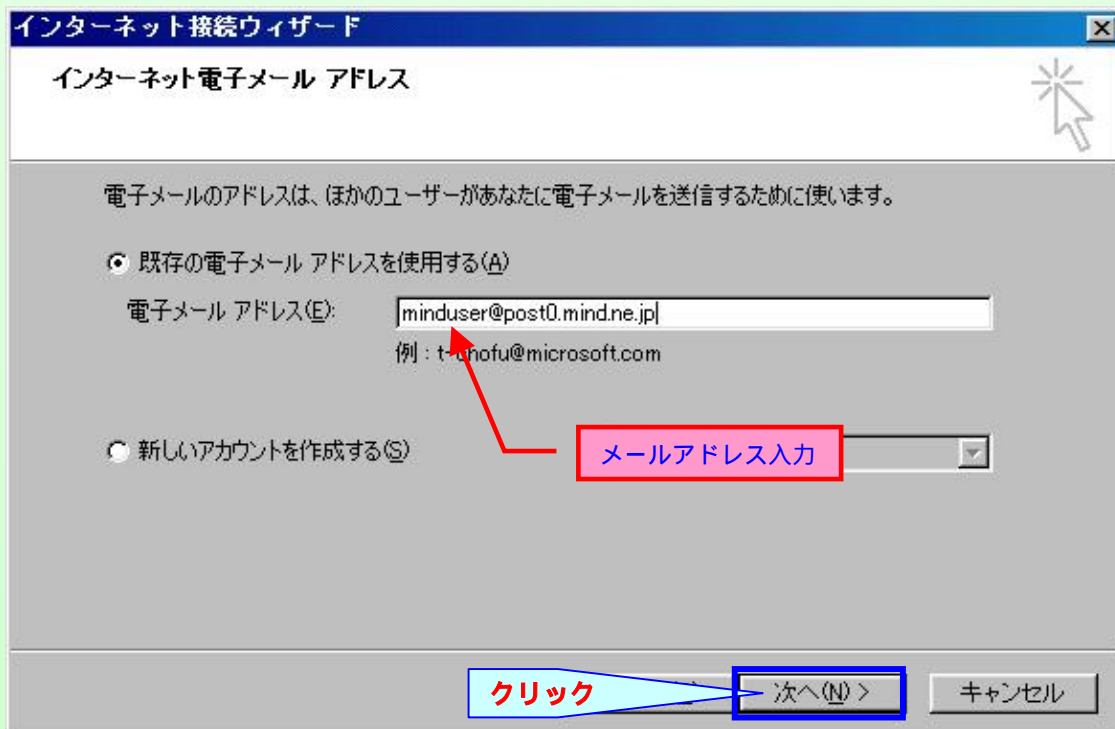 インターネット接続ウィザード
インターネット電子メール アドレス
電子メールのアドレスは、ほかのユーザーがあなたに電子メールを送信するために使います。
既存の電子メール アドレスを使用する(A)
電子メール アドレス(E):
minduser@post0.mind.ne.jp
例 : t-chofu@microsoft.com
新しいアカウントを作成する(S)
メールアドレス入力
クリック
次へ(N) >
キャンセル